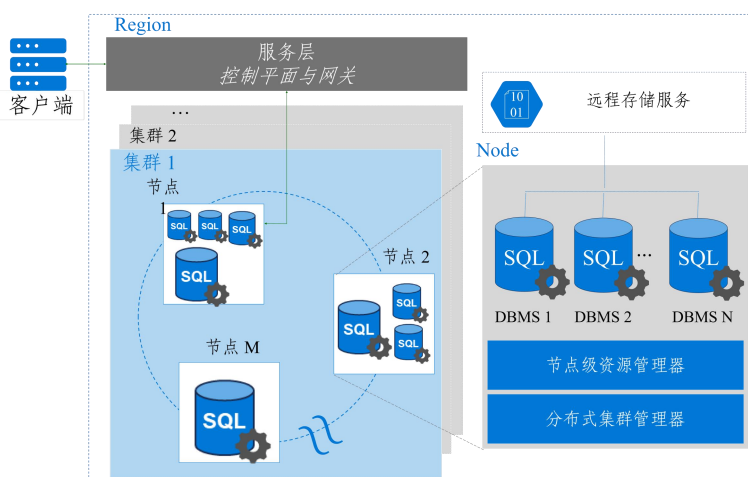 Region
服务层
控制平面与网关
客户端
...
集群 2
集群 1
节点
1
SQL
SQL
SQL
SQL
节点 2
SQL
SQL
SQL
节点 M
SQL
10
01
远程存储服务
Node
SQL
SQL
...
SQL
DBMS 1
DBMS 2
DBMS N
节点级资源管理器
分布式集群管理器